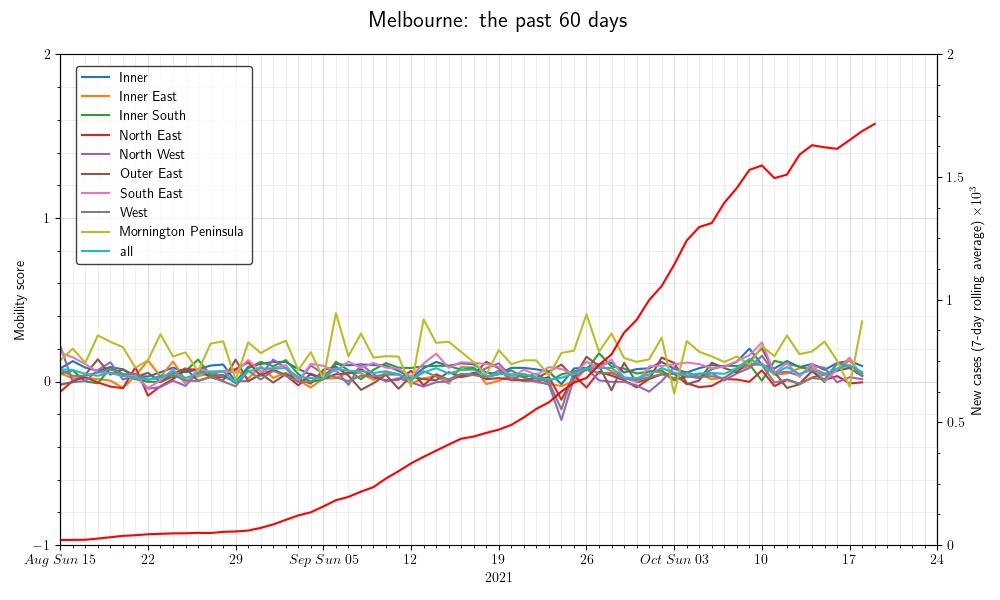 Melbourne: the past 60 days
2
1
0
−1
Mobility score
Inner
Inner East
Inner South
North East
North West
Outer East
South East
West
Mornington Peninsula
all
2
1.5
1
0.5
0
New cases (7-day rolling average) ×10³
Aug Sun 15 22 29 Sep Sun 05 12 19 26 Oct Sun 03 10 17 24
2021